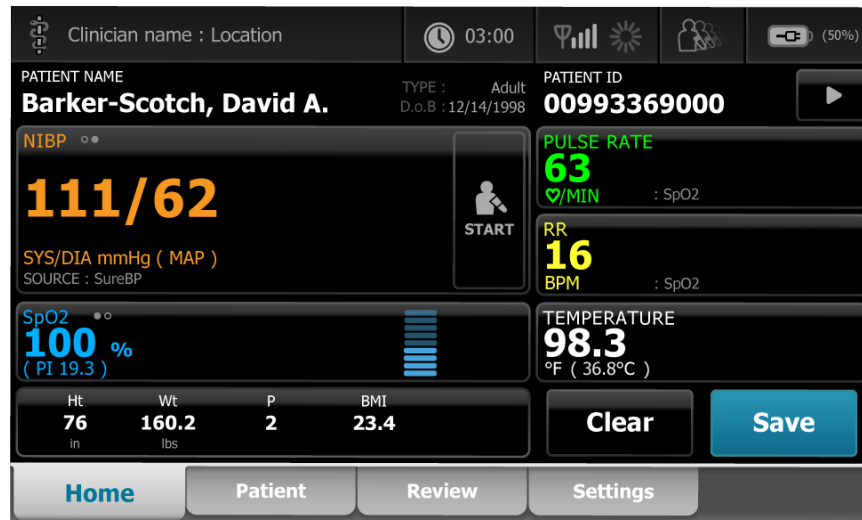 Clinician name : Location
03:00
(50%)
PATIENT NAME
Barker-Scotch, David A.
TYPE : Adult
D.o.B : 12/14/1998
PATIENT ID
00993369000
NIBP
111/62
SYS/DIA mmHg ( MAP )
SOURCE : SureBP
START
PULSE RATE
63
/MIN : SpO2
RR
16
BPM : SpO2
SpO2
100 %
( PI 19.3 )
TEMPERATURE
98.3
°F ( 36.8°C )
Ht Wt P BMI
76 160.2 2 23.4
in lbs
Clear
Save
Home Patient Review Settings